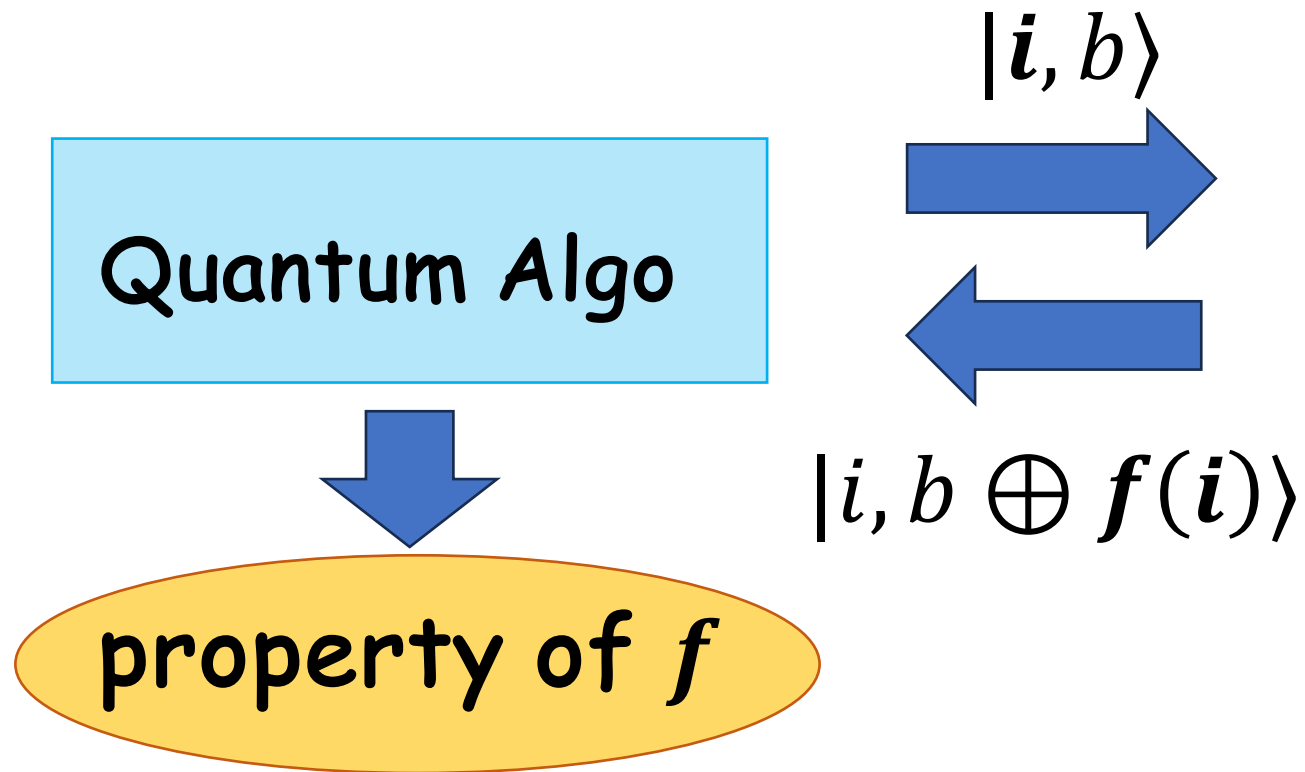 |i, b⟩
Quantum Algo
|i, b ⊕ f(i)⟩
property of f